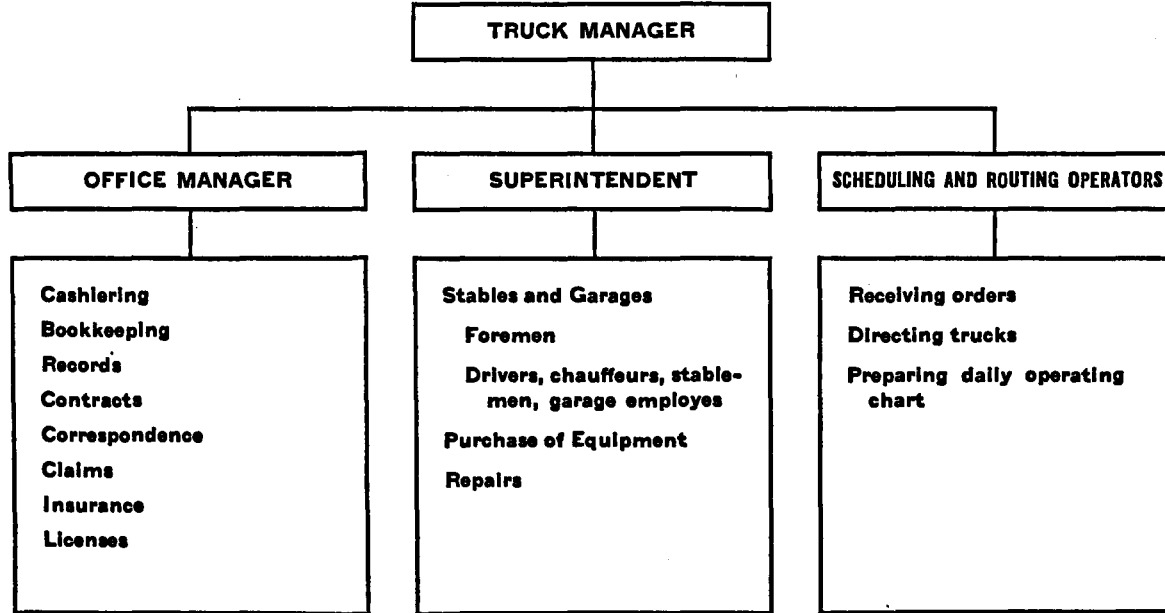 TRUCK MANAGER
OFFICE MANAGER
Cashiering
Bookkeeping
Records
Contracts
Correspondence
Claims
Insurance
Licenses
SUPERINTENDENT
Stables and Garages
Foremen
Drivers, chauffeurs, stable-
men, garage employes
Purchase of Equipment
Repairs
SCHEDULING AND ROUTING OPERATORS
Receiving orders
Directing trucks
Preparing daily operating
chart